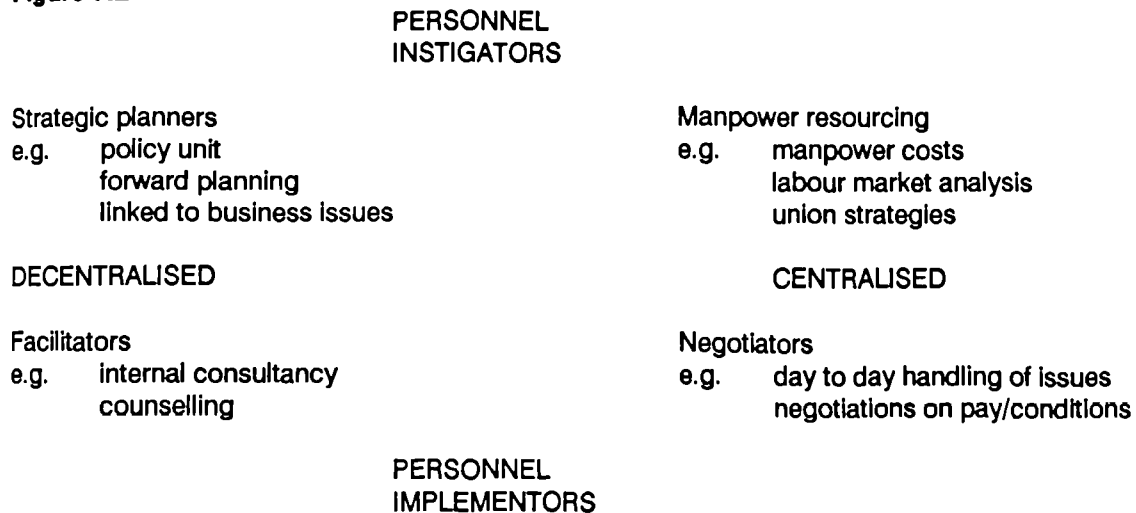 PERSONNEL
INSTIGATORS
Strategic planners
e.g. policy unit
forward planning
linked to business issues
Manpower resourcing
e.g. manpower costs
labour market analysis
union strategies
DECENTRALISED
CENTRALISED
Facilitators
e.g. internal consultancy
counselling
Negotiators
e.g. day to day handling of issues
negotiations on pay/conditions
PERSONNEL
IMPLEMENTORS